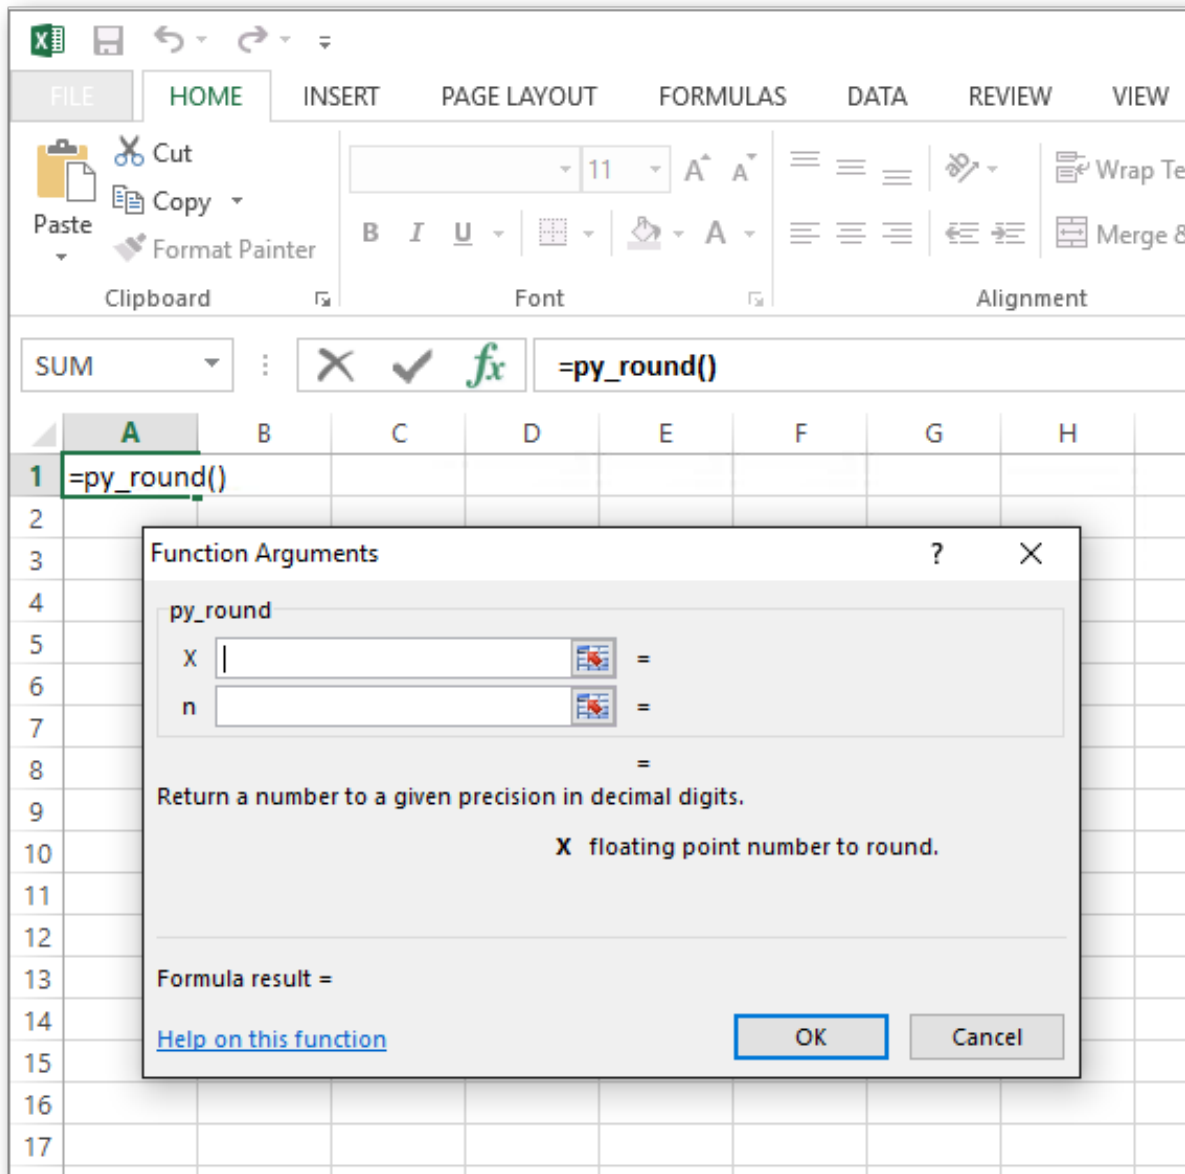 FILE HOME INSERT PAGE LAYOUT FORMULAS DATA REVIEW VIEW
Paste
Cut
Copy
Format Painter
Clipboard
11 A A
B I U A
Font
Wrap Te
Merge &
Alignment
SUM fx =py_round()
A B C D E F G H
1 =py_round()
2
3
4
5
6
7
8
9
10
11
12
13
14
15
16
17
Function Arguments ? X
py_round
X =
n =
=
Return a number to a given precision in decimal digits.
X floating point number to round.
Formula result =
Help on this function
OK Cancel